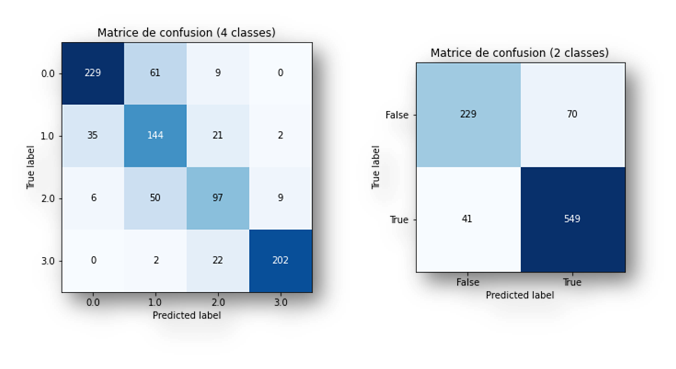 Matrice de confusion (4 classes)
True label
0.0 229 61 9 0
1.0 35 144 21 2
2.0 6 50 97 9
3.0 0 2 22 202
0.0 1.0 2.0 3.0
Predicted label
Matrice de confusion (2 classes)
True label
False 229 70
True 41 549
False True
Predicted label